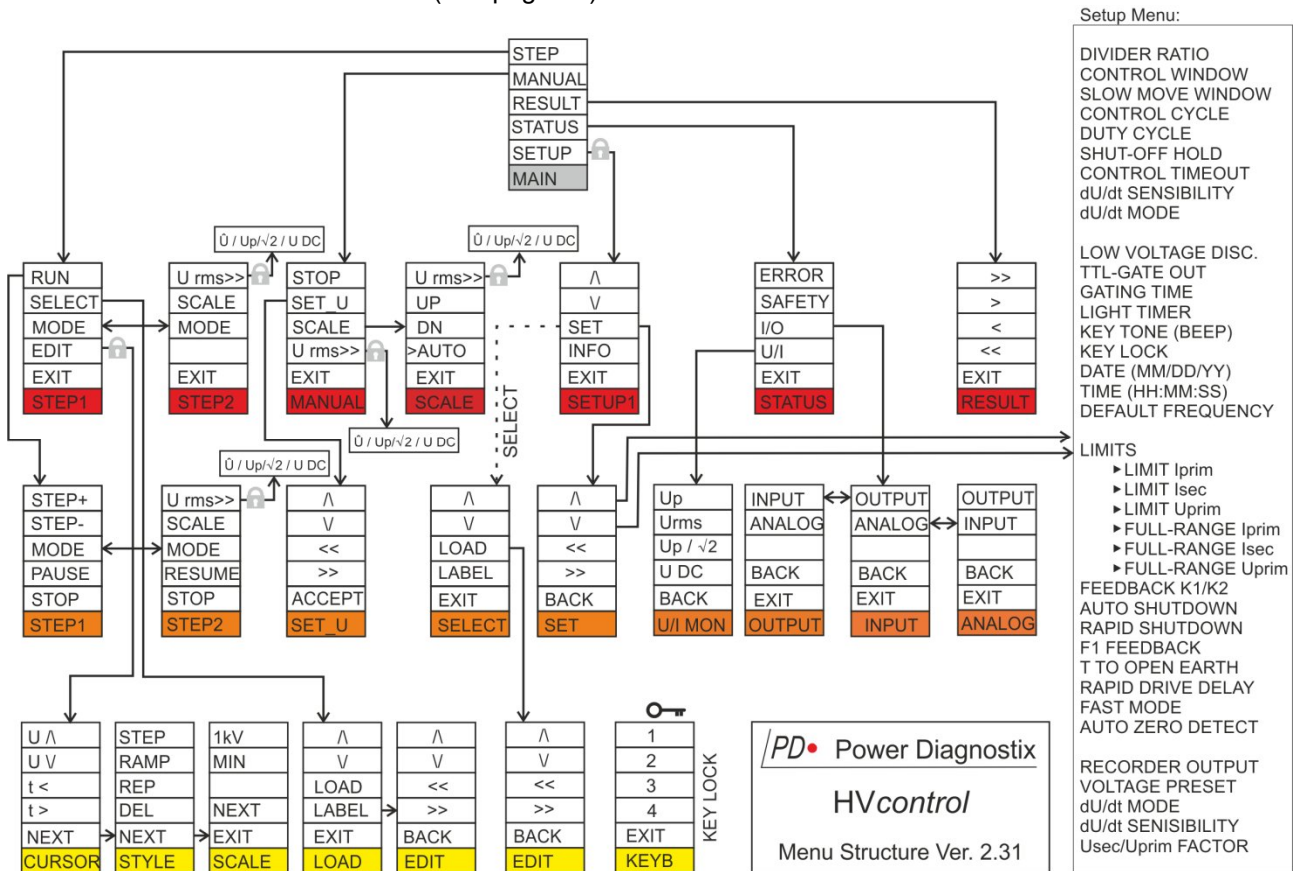 Setup Menu:
STEP
MANUAL
RESULT
STATUS
SETUP
MAIN
Û / Up/√2 / U DC
Û / Up/√2 / U DC
RUN
SELECT
MODE
EDIT
EXIT
STEP1
U rms>>
SCALE
MODE
EXIT
STEP2
STOP
SET_U
SCALE
U rms>>
EXIT
MANUAL
U rms>>
UP
DN
>AUTO
EXIT
SCALE
/\
\/
SET
INFO
EXIT
SETUP1
ERROR
SAFETY
I/O
U/I
EXIT
STATUS
>>
>
<
<<
EXIT
RESULT
SELECT
Û / Up/√2 / U DC
Û / Up/√2 / U DC
STEP+
STEP-
MODE
PAUSE
STOP
STEP1
U rms>>
SCALE
MODE
RESUME
STOP
STEP2
/\
\/
<<
>>
ACCEPT
SET_U
/\
\/
LOAD
LABEL
EXIT
SELECT
/\
\/
<<
>>
BACK
SET
Up
Urms
Up / √2
U DC
BACK
U/I MON
INPUT
ANALOG
BACK
EXIT
OUTPUT
OUTPUT
ANALOG
BACK
EXIT
INPUT
OUTPUT
INPUT
BACK
EXIT
ANALOG
U /\
U \/
t <
t >
NEXT
CURSOR
STEP
RAMP
REP
DEL
NEXT
STYLE
1kV
MIN
NEXT
EXIT
SCALE
/\
\/
LOAD
LABEL
EXIT
LOAD
/\
\/
<<
>>
BACK
EDIT
/\
\/
<<
>>
BACK
EDIT
1
2
3
4
EXIT
KEYB
KEY LOCK
PD Power Diagnostix
HVcontrol
Menu Structure Ver. 2.31
DIVIDER RATIO
CONTROL WINDOW
SLOW MOVE WINDOW
CONTROL CYCLE
DUTY CYCLE
SHUT-OFF HOLD
CONTROL TIMEOUT
dU/dt SENSIBILITY
dU/dt MODE
LOW VOLTAGE DISC.
TTL-GATE OUT
GATING TIME
LIGHT TIMER
KEY TONE (BEEP)
KEY LOCK
DATE (MM/DD/YY)
TIME (HH:MM:SS)
DEFAULT FREQUENCY
LIMITS
▸LIMIT Iprim
▸LIMIT Isec
▸LIMIT Uprim
▸FULL-RANGE Iprim
▸FULL-RANGE Isec
▸FULL-RANGE Uprim
FEEDBACK K1/K2
AUTO SHUTDOWN
RAPID SHUTDOWN
F1 FEEDBACK
T TO OPEN EARTH
RAPID DRIVE DELAY
FAST MODE
AUTO ZERO DETECT
RECORDER OUTPUT
VOLTAGE PRESET
dU/dt MODE
dU/dt SENISIBILITY
Usec/Uprim FACTOR